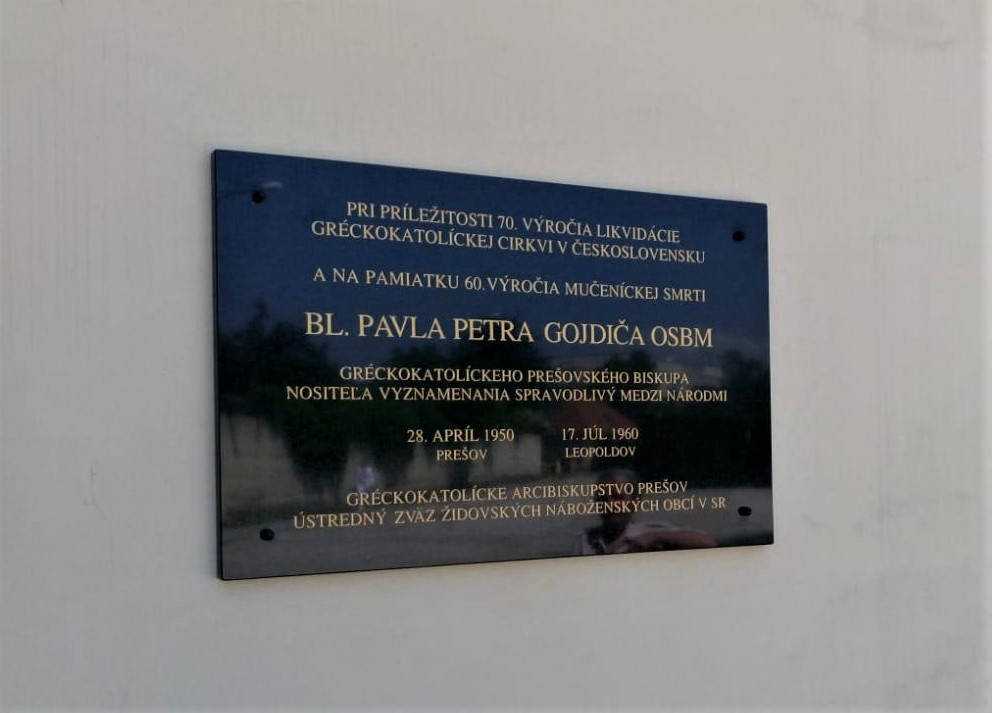 PRI PRÍLEŽITOSTI 70. VÝROČIA LIKVIDÁCIE
GRÉCKOKATOLÍCKEJ CIRKVI V ČESKOSLOVENSKU
A NA PAMIATKU 60.VÝROČIA MUČENÍCKEJ SMRTI
BL. PAVLA PETRA GOJDIČA OSBM
GRÉCKOKATOLÍCKEHO PREŠOVSKÉHO BISKUPA
NOSITEĽA VYZNAMENANIA SPRAVODLIVÝ MEDZI NÁRODMI
28. APRÍL 1950 17. JÚL 1960
PREŠOV LEOPOLDOV
GRÉCKOKATOLÍCKE ARCIBISKUPSTVO PREŠOV
ÚSTREDNÝ ZVÄZ ŽIDOVSKÝCH NÁBOŽENSKÝCH OBCÍ V SR